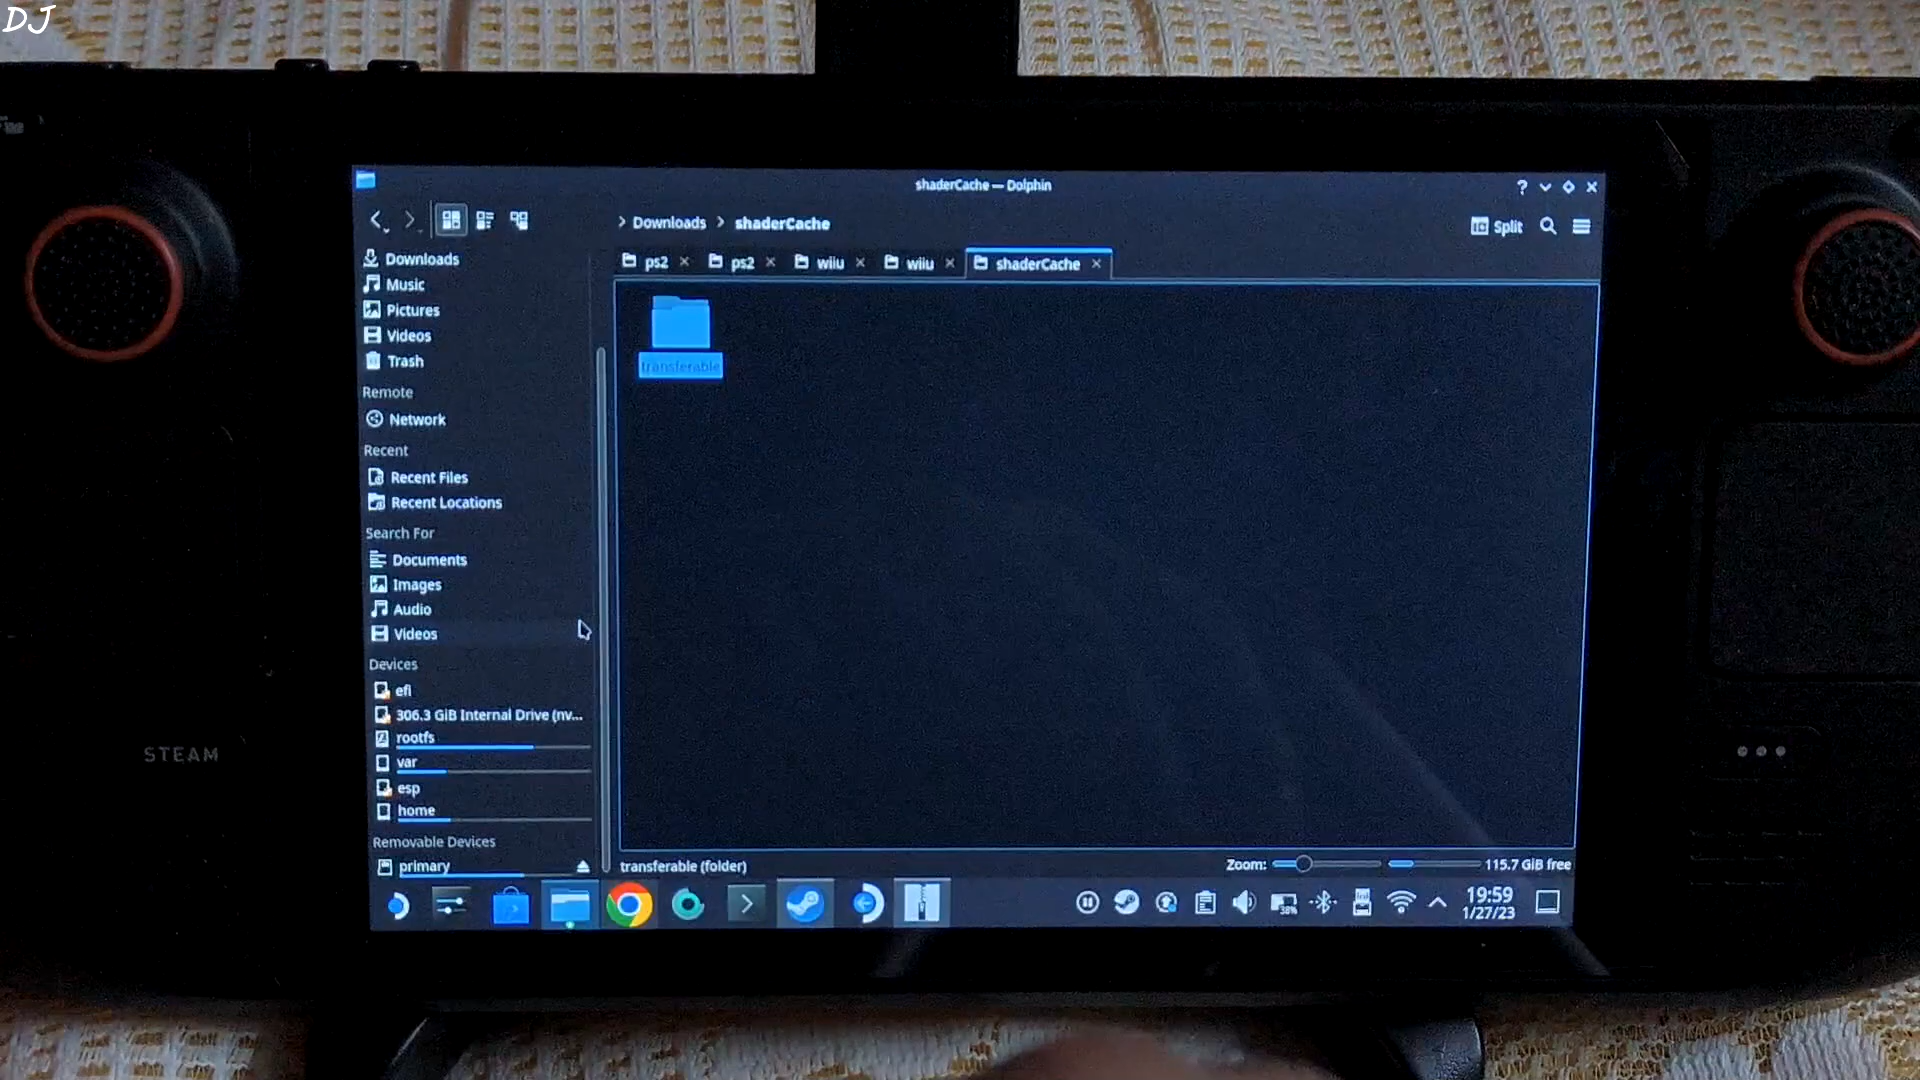 DJ
shaderCache — Dolphin
Downloads > shaderCache
Split
ps2
ps2
wiiu
wiiu
shaderCache
Downloads
Music
Pictures
Videos
Trash
Remote
Network
Recent
Recent Files
Recent Locations
Search For
Documents
Images
Audio
Videos
Devices
efi
306.3 GiB Internal Drive (nv...
rootfs
var
esp
home
Removable Devices
primary
transferable
transferable (folder)
Zoom:
115.7 GiB free
38%
19:59
1/27/23
STEAM